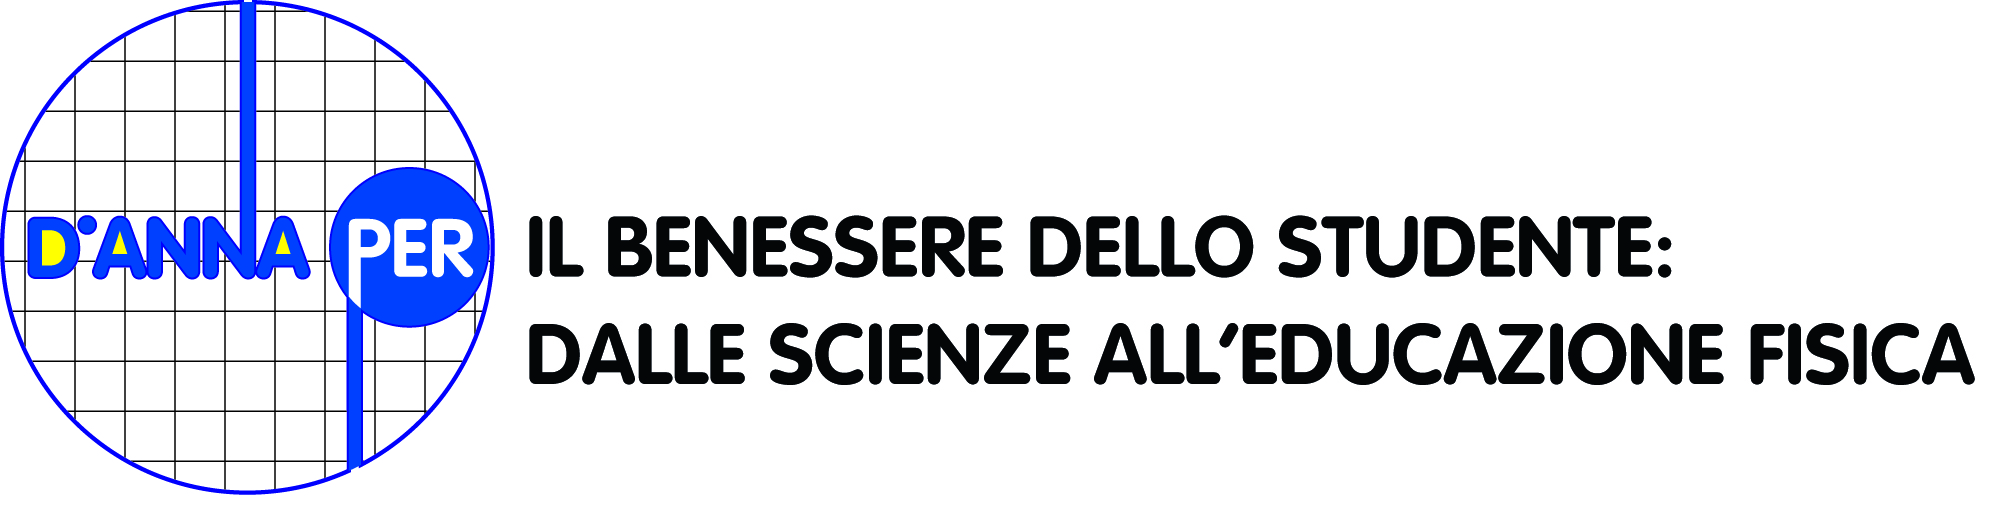 D'ANNA PER
IL BENESSERE DELLO STUDENTE:
DALLE SCIENZE ALL'EDUCAZIONE FISICA